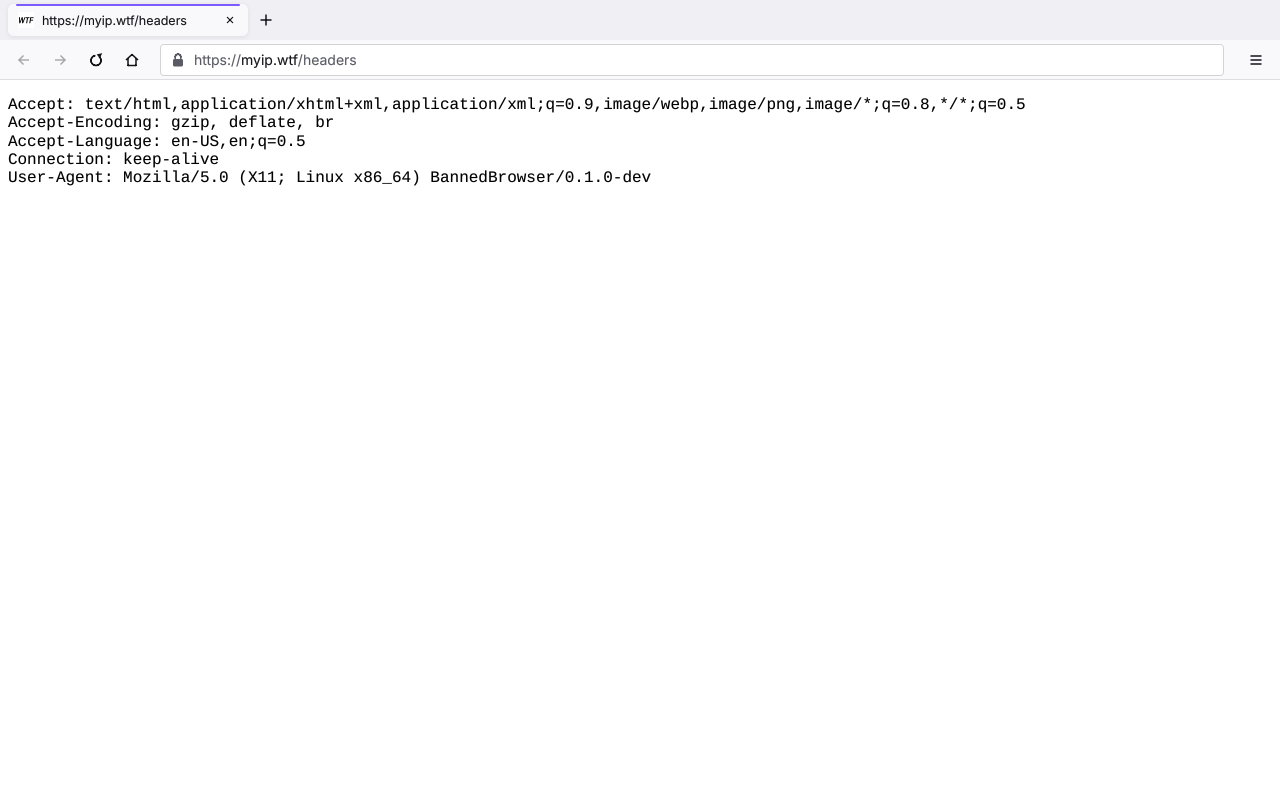 WTF https://myip.wtf/headers
https://myip.wtf/headers
Accept: text/html,application/xhtml+xml,application/xml;q=0.9,image/webp,image/png,image/*;q=0.8,*/*;q=0.5
Accept-Encoding: gzip, deflate, br
Accept-Language: en-US,en;q=0.5
Connection: keep-alive
User-Agent: Mozilla/5.0 (X11; Linux x86_64) BannedBrowser/0.1.0-dev